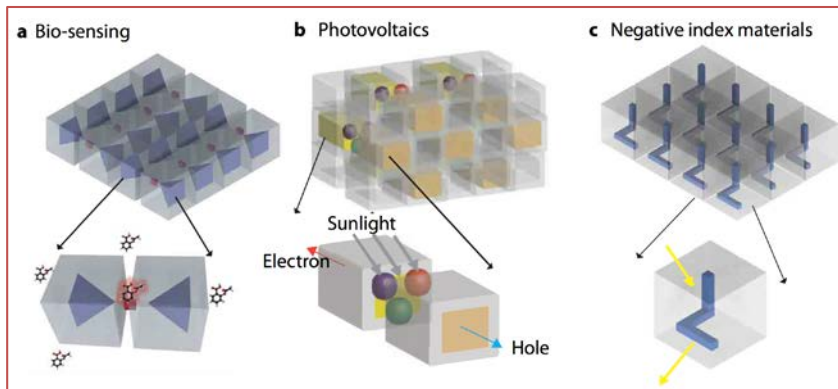 a Bio-sensing
b Photovoltaics
c Negative index materials
Sunlight
Electron
Hole